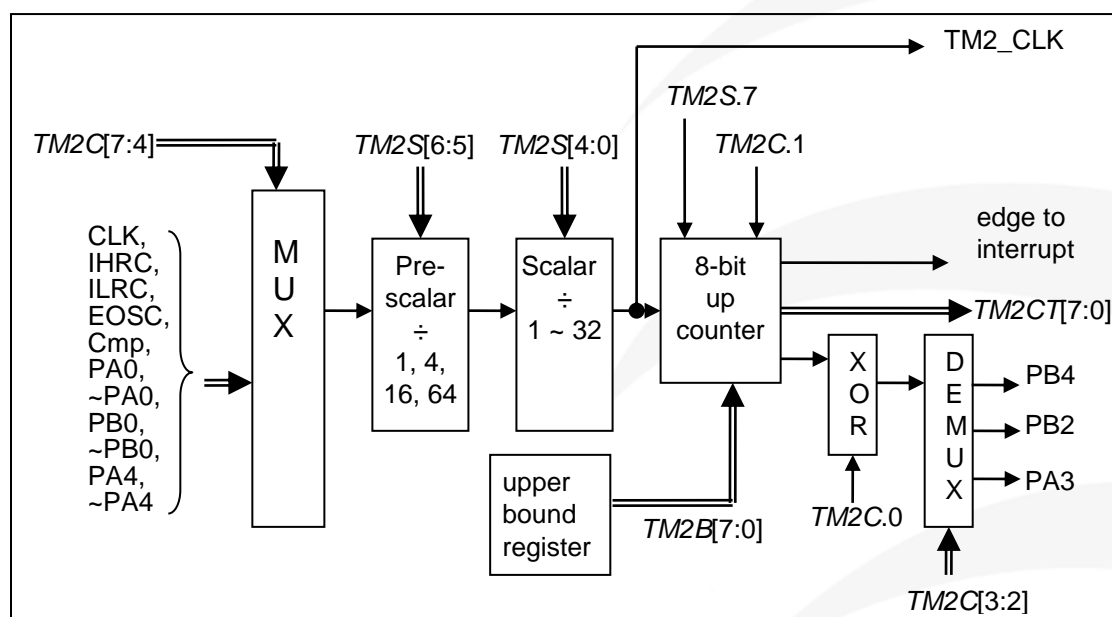 TM2_CLK
TM2S.7
TM2C[7:4]
TM2S[6:5]
TM2S[4:0]
TM2C.1
CLK,
IHRC,
ILRC,
EOSC,
Cmp,
PA0,
~PA0,
PB0,
~PB0,
PA4,
~PA4
M
U
X
Pre-
scalar
÷
1, 4,
16, 64
Scalar
÷
1 ~ 32
8-bit
up
counter
edge to
interrupt
TM2CT[7:0]
X
O
R
D
E
M
U
X
PB4
PB2
PA3
upper
bound
register
TM2B[7:0]
TM2C.0
TM2C[3:2]